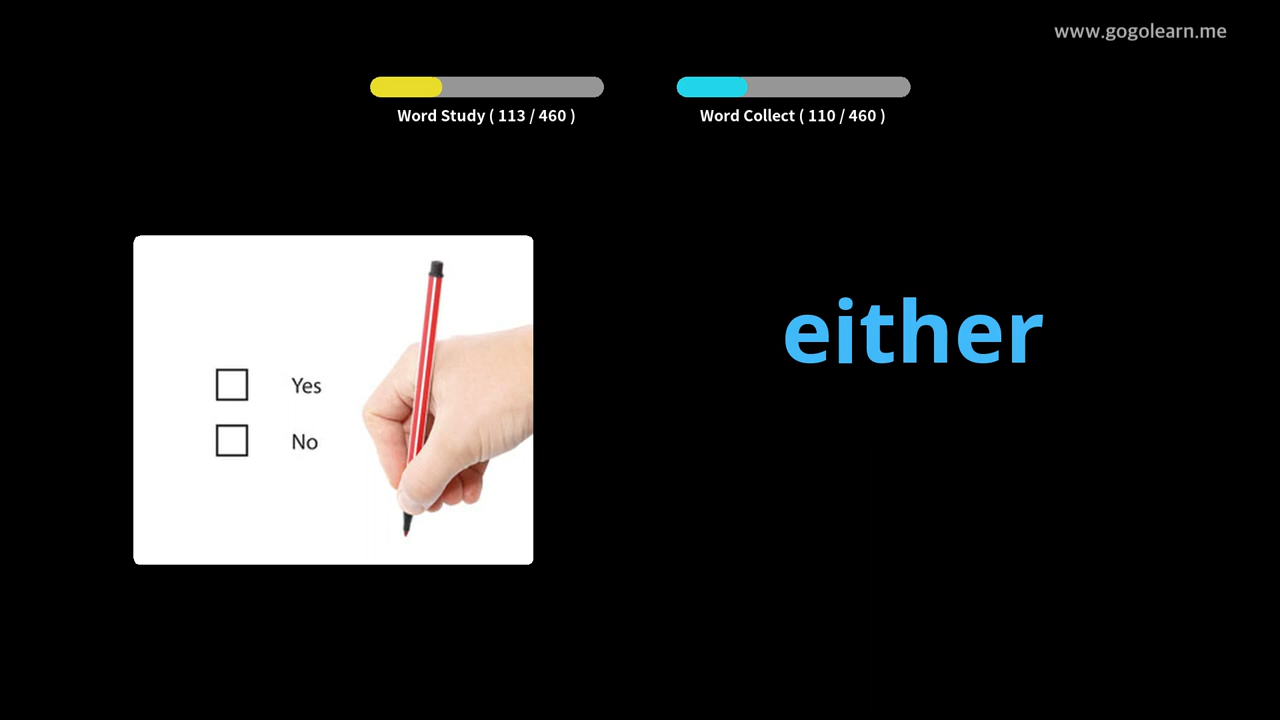 www.gogolearn.me
Word Study ( 113 / 460 )
Word Collect ( 110 / 460 )
either
Yes
No